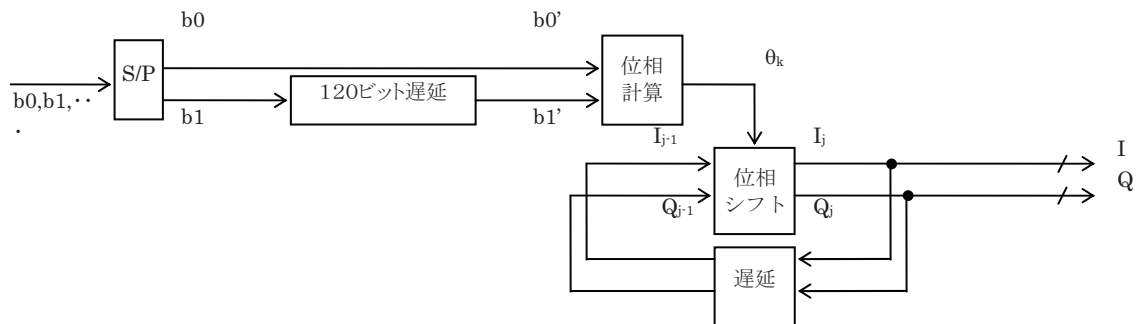 b0
b0’
S/P
120ビット遅延
位相
計算
θk
b0,b1,・・
・
b1
b1’
Ij-1
Ij
I
位相
シフト
Q
Qj-1
Qj
遅延